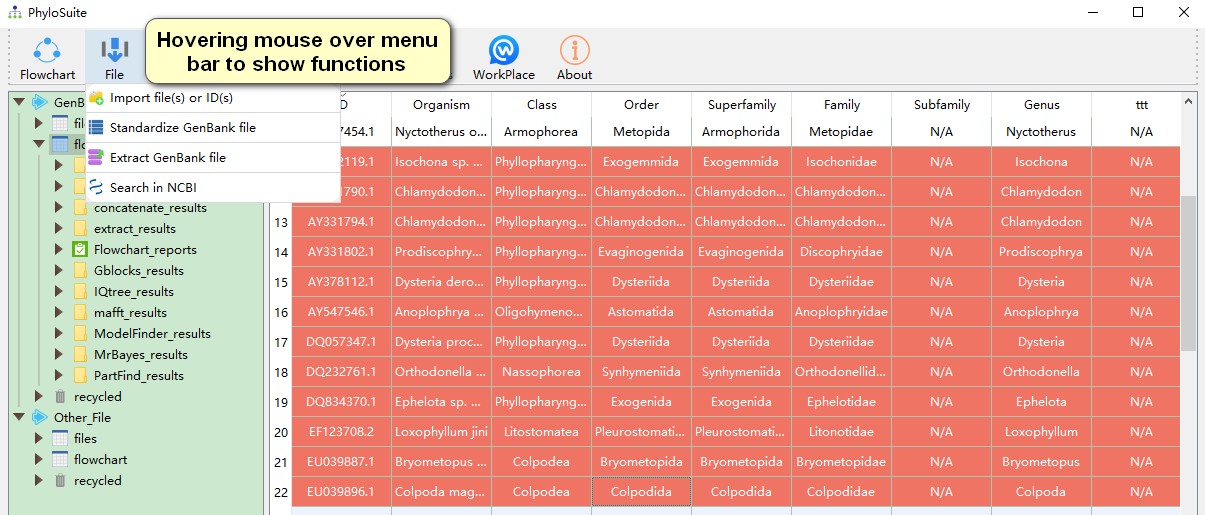 PhyloSuite
Hovering mouse over menu
bar to show functions
Flowchart File WorkPlace About
Import file(s) or ID(s)
Standardize GenBank file
Extract GenBank file
Search in NCBI
concatenate_results
extract_results
Flowchart_reports
Gblocks_results
IQtree_results
mafft_results
ModelFinder_results
MrBayes_results
PartFind_results
recycled
Other_File
files
flowchart
recycled
Organism Class Order Superfamily Family Subfamily Genus ttt
7454.1 Nyctotherus o... Armophorea Metopida Armophorida Metopidae N/A Nyctotherus N/A
2119.1 Isochona sp. ... Phyllopharyng... Exogemmida Exogemmida Isochonidae N/A Isochona N/A
1790.1 Chlamydodon... Phyllopharyng... Chlamydodon... Chlamydodon... Chlamydodon... N/A Chlamydodon N/A
13 AY331794.1 Chlamydodon... Phyllopharyng... Chlamydodon... Chlamydodon... Chlamydodon... N/A Chlamydodon N/A
14 AY331802.1 Prodiscophry... Phyllopharyng... Evaginogenida Evaginogenida Discophryidae N/A Prodiscophrya N/A
15 AY378112.1 Dysteria dero... Phyllopharyng... Dysteriida Dysteriida Dysteriidae N/A Dysteria N/A
16 AY547546.1 Anoplophrya ... Oligohymeno... Astomatida Astomatida Anoplophryidae N/A Anoplophrya N/A
17 DQ057347.1 Dysteria proc... Phyllopharyng... Dysteriida Dysteriida Dysteriidae N/A Dysteria N/A
18 DQ232761.1 Orthodonella ... Nassophorea Synhymeniida Synhymeniida Orthodonellid... N/A Orthodonella N/A
19 DQ834370.1 Ephelota sp. ... Phyllopharyng... Exogenida Exogenida Ephelotidae N/A Ephelota N/A
20 EF123708.2 Loxophyllum jini Litostomatea Pleurostomati... Pleurostomati... Litonotidae N/A Loxophyllum N/A
21 EU039887.1 Bryometopus ... Colpodea Bryometopida Bryometopida Bryometopidae N/A Bryometopus N/A
22 EU039896.1 Colpoda mag... Colpodea Colpodida Colpodida Colpodidae N/A Colpoda N/A